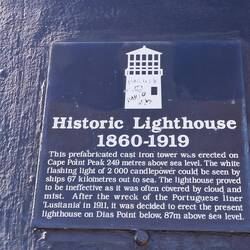 Historic Lighthouse
1860-1919
This prefabricated cast iron tower was erected on
Cape Point Peak 249 metres above sea level. The white
flashing light of 2 000 candlepower could be seen by
ships 67 kilometres out to sea. The lighthouse proved
to be ineffective as it was often covered by cloud and
mist. After the wreck of the Portuguese liner
'Lusitania' in 1911, it was decided to erect the present
lighthouse on Dias Point below, 87m above sea level.